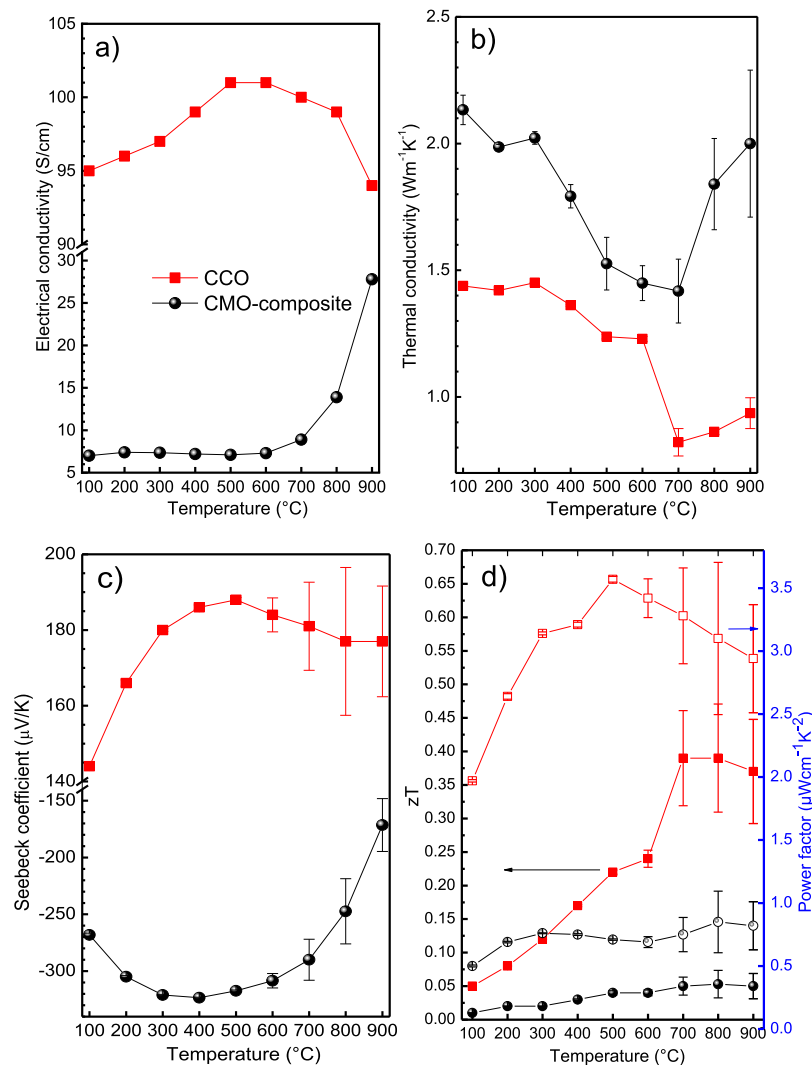 a)
105
100
95
90
30
25
20
15
10
5
Electrical conductivity (S/cm)
CCO
CMO-composite
100 200 300 400 500 600 700 800 900
Temperature (°C)
b)
2.5
2.0
1.5
1.0
Thermal conductivity (Wm⁻¹K⁻¹)
100 200 300 400 500 600 700 800 900
Temperature (°C)
c)
200
180
160
140
-150
-200
-250
-300
Seebeck coefficient (μV/K)
100 200 300 400 500 600 700 800 900
Temperature (°C)
d)
0.70
0.65
0.60
0.55
0.50
0.45
0.40
0.35
0.30
0.25
0.20
0.15
0.10
0.05
0.00
zT
3.5
3.0
2.5
2.0
1.5
1.0
0.5
0.0
Power factor (μWcm⁻¹K⁻²)
100 200 300 400 500 600 700 800 900
Temperature (°C)